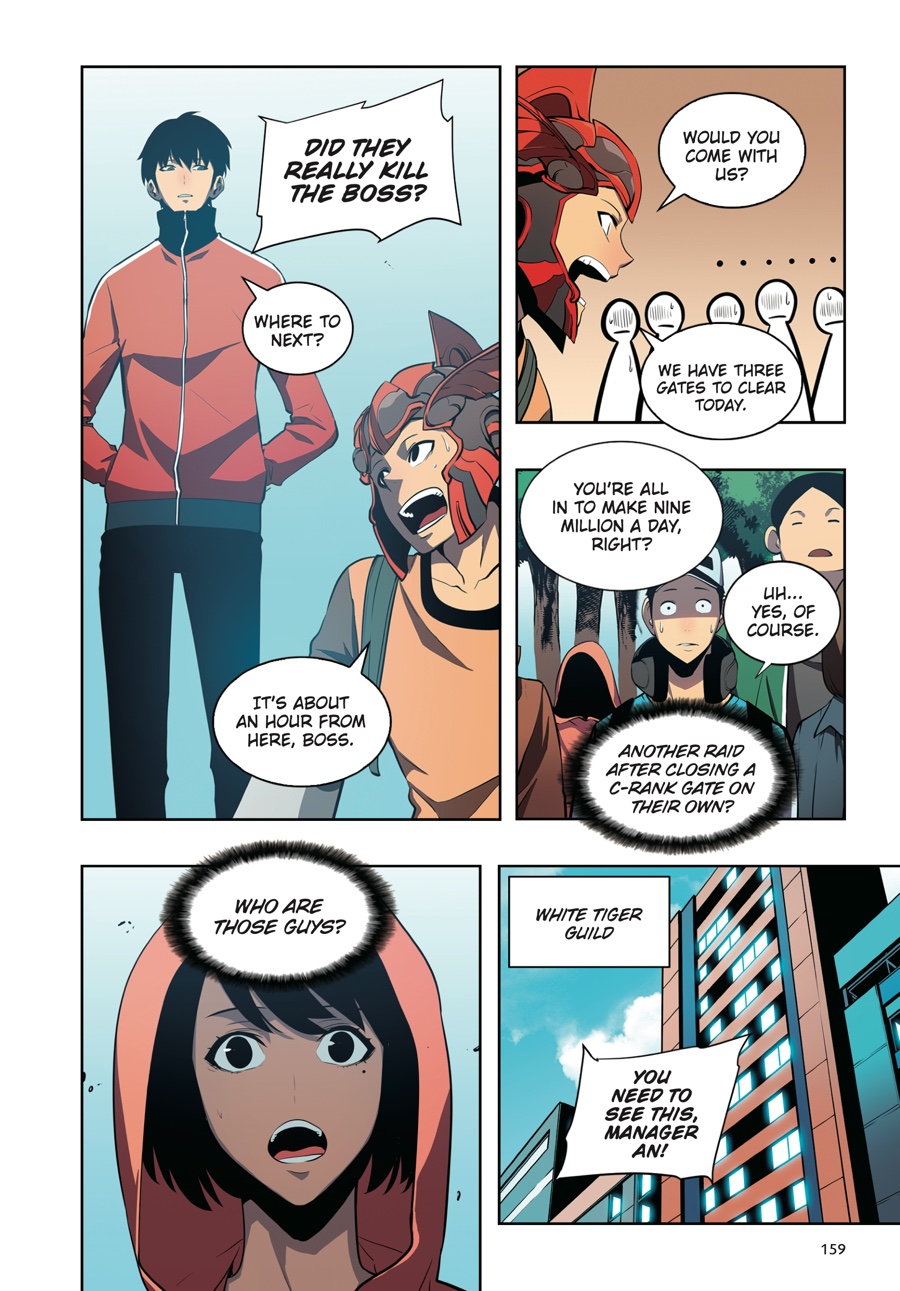 DID THEY
REALLY KILL
THE BOSS?
WHERE TO
NEXT?
IT'S ABOUT
AN HOUR FROM
HERE, BOSS.
WOULD YOU
COME WITH
US?
......
WE HAVE THREE
GATES TO CLEAR
TODAY.
YOU'RE ALL
IN TO MAKE NINE
MILLION A DAY,
RIGHT?
UH...
YES, OF
COURSE.
ANOTHER RAID
AFTER CLOSING A
C-RANK GATE ON
THEIR OWN?
WHO ARE
THOSE GUYS?
WHITE TIGER
GUILD
YOU
NEED TO
SEE THIS,
MANAGER
AN!
159